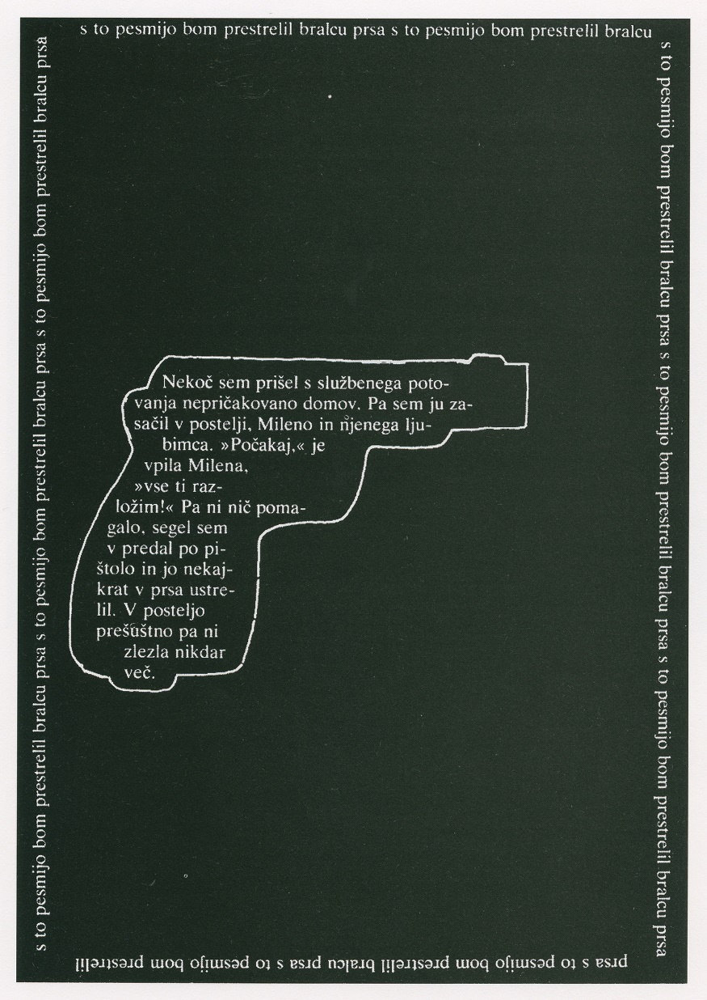 s to pesmijo bom prestrelil bralcu prsa s to pesmijo bom prestrelil bralcu
s to pesmijo bom prestrelil bralcu prsa s to pesmijo bom prestrelil bralcu prsa s to pesmijo bom prestrelil bralcu prsa
prsa s to pesmijo bom prestrelil bralcu prsa s to pesmijo bom prestrelil
s to pesmijo bom prestrelil bralcu prsa s to pesmijo bom prestrelil bralcu prsa s to pesmijo bom prestrelil bralcu prsa
Nekoč sem prišel s službenega poto-
vanja nepričakovano domov. Pa sem ju za-
sačil v postelji, Mileno in njenega lju-
bimca. »Počakaj,« je
vpila Milena,
»vse ti raz-
ložim!« Pa ni nič poma-
galo, segel sem
v predal po pi-
štolo in jo nekaj-
krat v prsa ustre-
lil. V posteljo
prešuštno pa ni
zlezla nikdar
več.